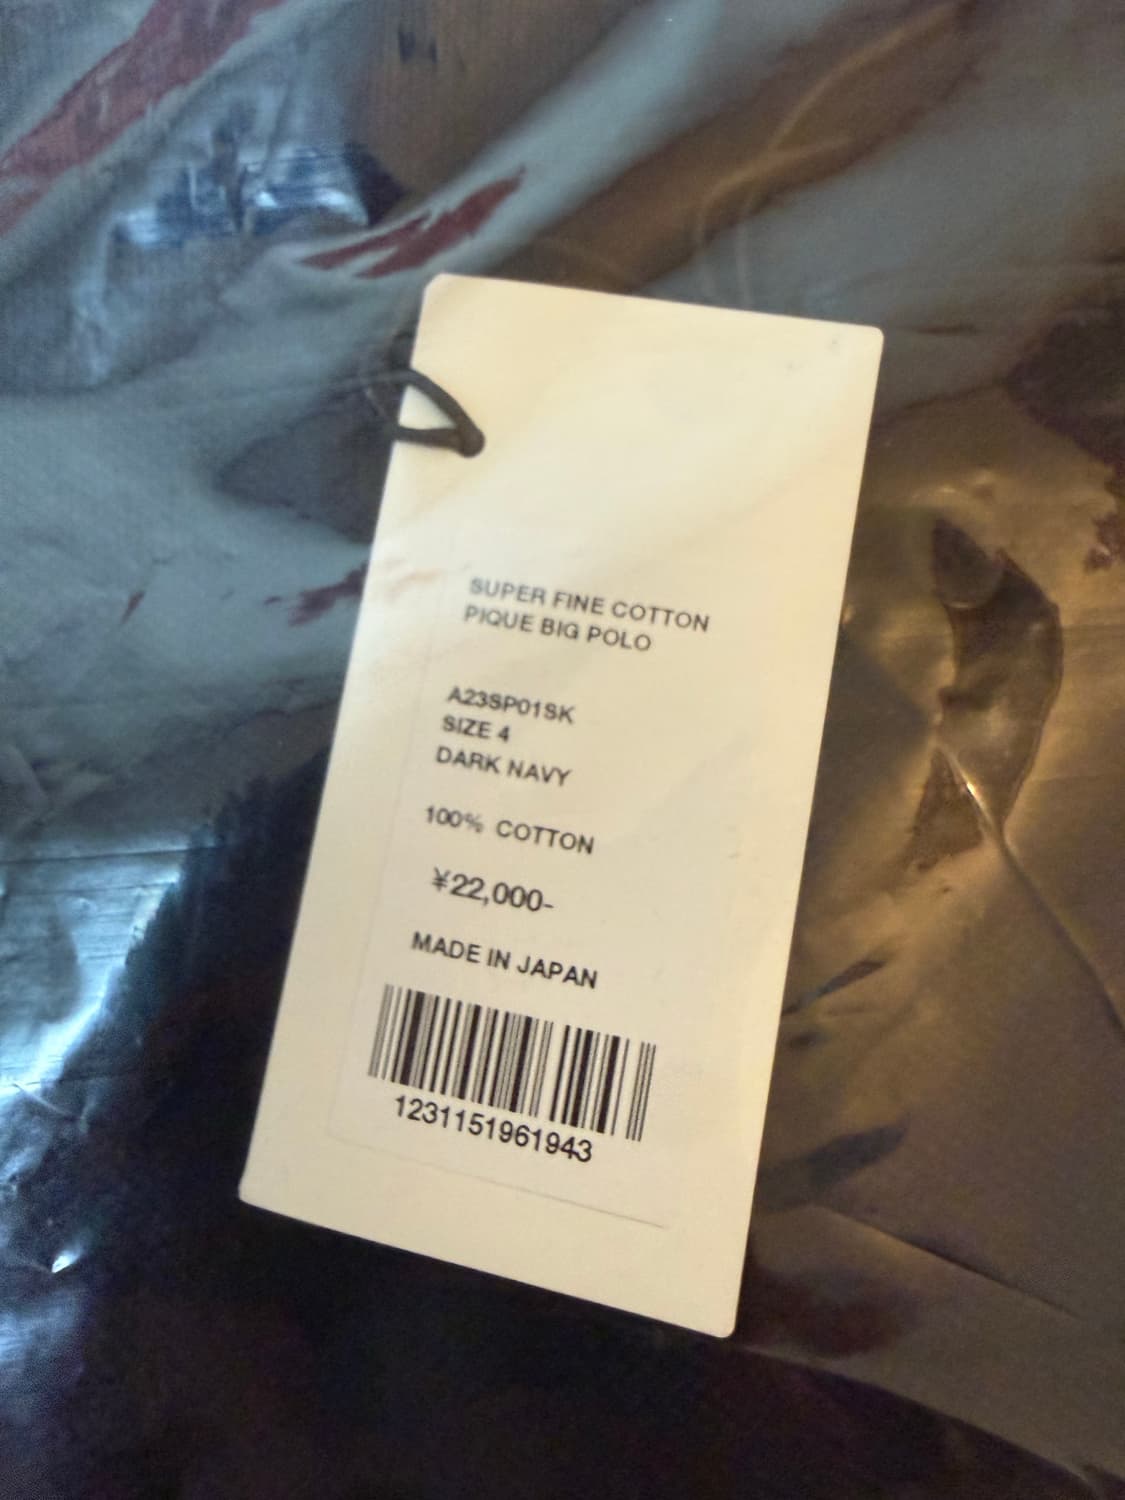 SUPER FINE COTTON
PIQUE BIG POLO
A23SP01SK
SIZE 4
DARK NAVY
100% COTTON
¥22,000-
MADE IN JAPAN
1231151961943